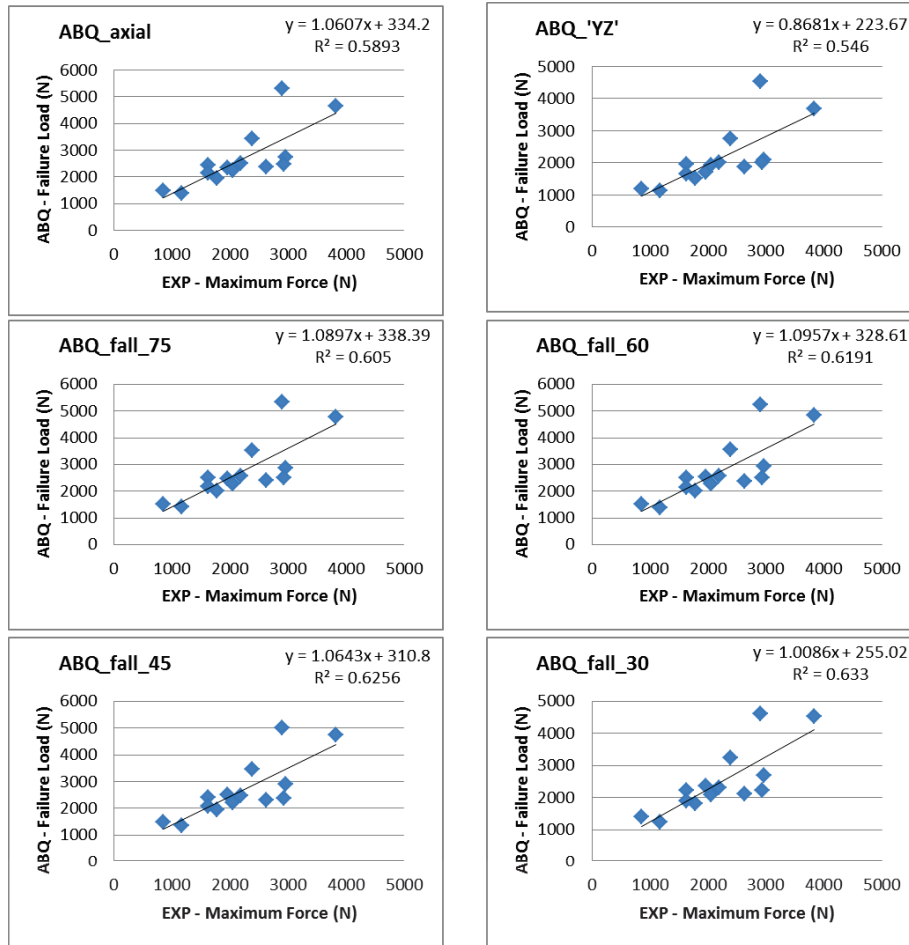 ABQ_axial
y = 1.0607x + 334.2
R² = 0.5893
ABQ - Failure Load (N)
6000
5000
4000
3000
2000
1000
0
0 1000 2000 3000 4000 5000
EXP - Maximum Force (N)
ABQ_'YZ'
y = 0.8681x + 223.67
R² = 0.546
ABQ - Failure Load (N)
5000
4000
3000
2000
1000
0
0 1000 2000 3000 4000 5000
EXP - Maximum Force (N)
ABQ_fall_75
y = 1.0897x + 338.39
R² = 0.605
ABQ - Failure Load (N)
6000
5000
4000
3000
2000
1000
0
0 1000 2000 3000 4000 5000
EXP - Maximum Force (N)
ABQ_fall_60
y = 1.0957x + 328.61
R² = 0.6191
ABQ - Failure Load (N)
6000
5000
4000
3000
2000
1000
0
0 1000 2000 3000 4000 5000
EXP - Maximum Force (N)
ABQ_fall_45
y = 1.0643x + 310.8
R² = 0.6256
ABQ - Failure Load (N)
6000
5000
4000
3000
2000
1000
0
0 1000 2000 3000 4000 5000
EXP - Maximum Force (N)
ABQ_fall_30
y = 1.0086x + 255.02
R² = 0.633
ABQ - Failure Load (N)
5000
4000
3000
2000
1000
0
0 1000 2000 3000 4000 5000
EXP - Maximum Force (N)